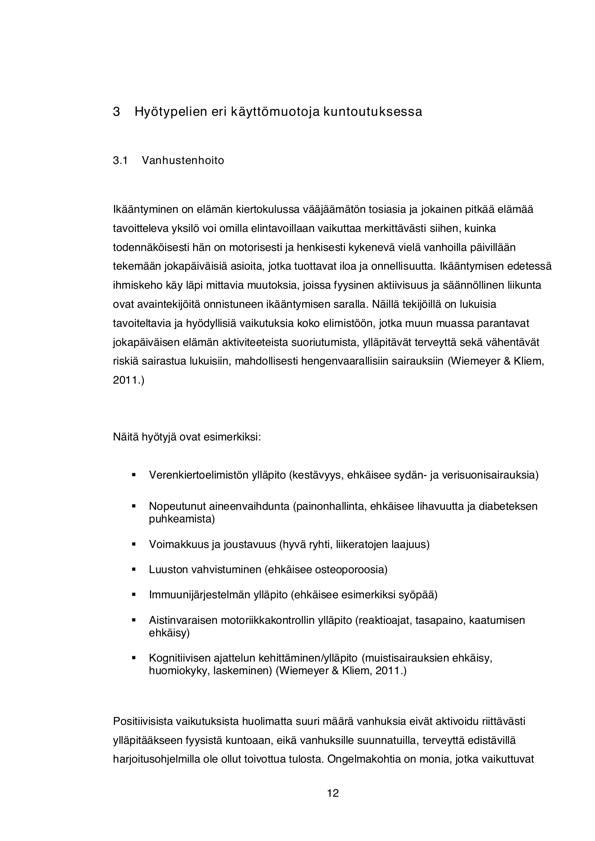 3 Hyötypelien eri käyttömuotoja kuntoutuksessa
3.1 Vanhustenhoito
Ikääntyminen on elämän kiertokulussa vääjäämätön tosiasia ja jokainen pitkää elämää
tavoitteleva yksilö voi omilla elintavoillaan vaikuttaa merkittävästi siihen, kuinka
todennäköisesti hän on motorisesti ja henkisesti kykenevä vielä vanhoilla päivillään
tekemään jokapäiväisiä asioita, jotka tuottavat iloa ja onnellisuutta. Ikääntymisen edetessä
ihmiskeho käy läpi mittavia muutoksia, joissa fyysinen aktiivisuus ja säännöllinen liikunta
ovat avaintekijöitä onnistuneen ikääntymisen saralla. Näillä tekijöillä on lukuisia
tavoiteltavia ja hyödyllisiä vaikutuksia koko elimistöön, jotka muun muassa parantavat
jokapäiväisen elämän aktiviteeteista suoriutumista, ylläpitävät terveyttä sekä vähentävät
riskiä sairastua lukuisiin, mahdollisesti hengenvaarallisiin sairauksiin (Wiemeyer & Kliem,
2011.)
Näitä hyötyjä ovat esimerkiksi:
▪ Verenkiertoelimistön ylläpito (kestävyys, ehkäisee sydän- ja verisuonisairauksia)
▪ Nopeutunut aineenvaihdunta (painonhallinta, ehkäisee lihavuutta ja diabeteksen
puhkeamista)
▪ Voimakkuus ja joustavuus (hyvä ryhti, liikeratojen laajuus)
▪ Luuston vahvistuminen (ehkäisee osteoporoosia)
▪ Immuunijärjestelmän ylläpito (ehkäisee esimerkiksi syöpää)
▪ Aistinvaraisen motoriikkakontrollin ylläpito (reaktioajat, tasapaino, kaatumisen
ehkäisy)
▪ Kognitiivisen ajattelun kehittäminen/ylläpito (muistisairauksien ehkäisy,
huomiokyky, laskeminen) (Wiemeyer & Kliem, 2011.)
Positiivisista vaikutuksista huolimatta suuri määrä vanhuksia eivät aktivoidu riittävästi
ylläpitääkseen fyysistä kuntoaan, eikä vanhuksille suunnatuilla, terveyttä edistävillä
harjoitusohjelmilla ole ollut toivottua tulosta. Ongelmakohtia on monia, jotka vaikuttuvat
12